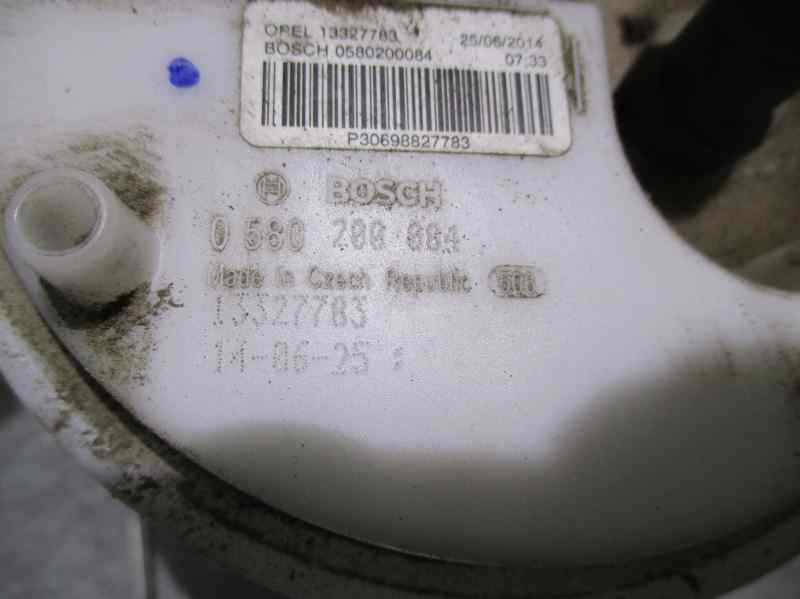 OPEL 13327783 25/06/2014
BOSCH 0580200084 07:33
P30698827783
BOSCH
0 580 200 084
Made in Czech Republic
13327783
14-06-25